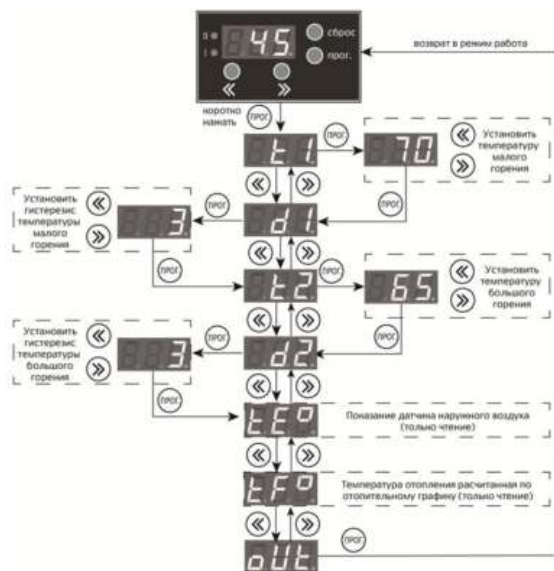 45
сброс
прог.
II
I
возврат в режим работа
коротко
нажать
ПРОГ
t1.
ПРОГ
70.
Установить
температуру
малого
горения
ПРОГ
Установить
гистерезис
температуры
малого
горения
3.
ПРОГ
d1.
ПРОГ
t2.
ПРОГ
65.
Установить
температуру
большого
горения
ПРОГ
Установить
гистерезис
температуры
большого
горения
3.
ПРОГ
d2.
ПРОГ
tCº
Показание датчика наружного воздуха
(только чтение)
tFº
Температура отопления расчитанная по
отопительному графику (только чтение)
oUt.
ПРОГ